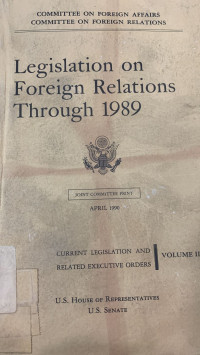 COMMITTEE ON FOREIGN AFFAIRS
COMMITTEE ON FOREIGN RELATIONS
Legislation on
Foreign Relations
Through 1989
JOINT COMMITTEE PRINT
APRIL 1990
CURRENT LEGISLATION AND
RELATED EXECUTIVE ORDERS
VOLUME II
U.S. House of Representatives
U.S. Senate